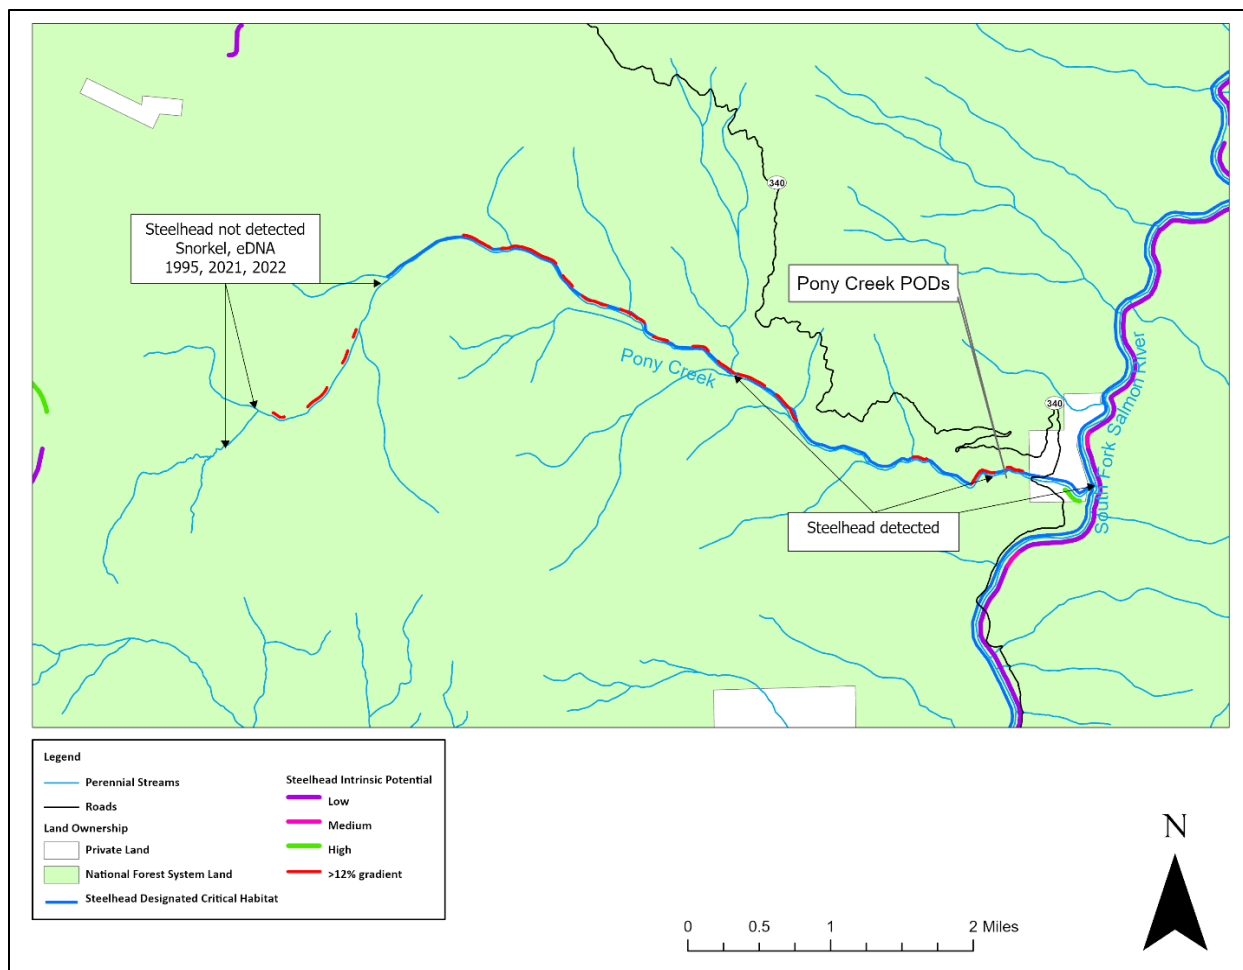 340
Steelhead not detected
Snorkel, eDNA
1995, 2021, 2022
Pony Creek PODs
Pony Creek
340
South Fork Salmon River
Steelhead detected
Legend
Perennial Streams
Roads
Land Ownership
Private Land
National Forest System Land
Steelhead Designated Critical Habitat
Steelhead Intrinsic Potential
Low
Medium
High
>12% gradient
N
0 0.5 1 2 Miles